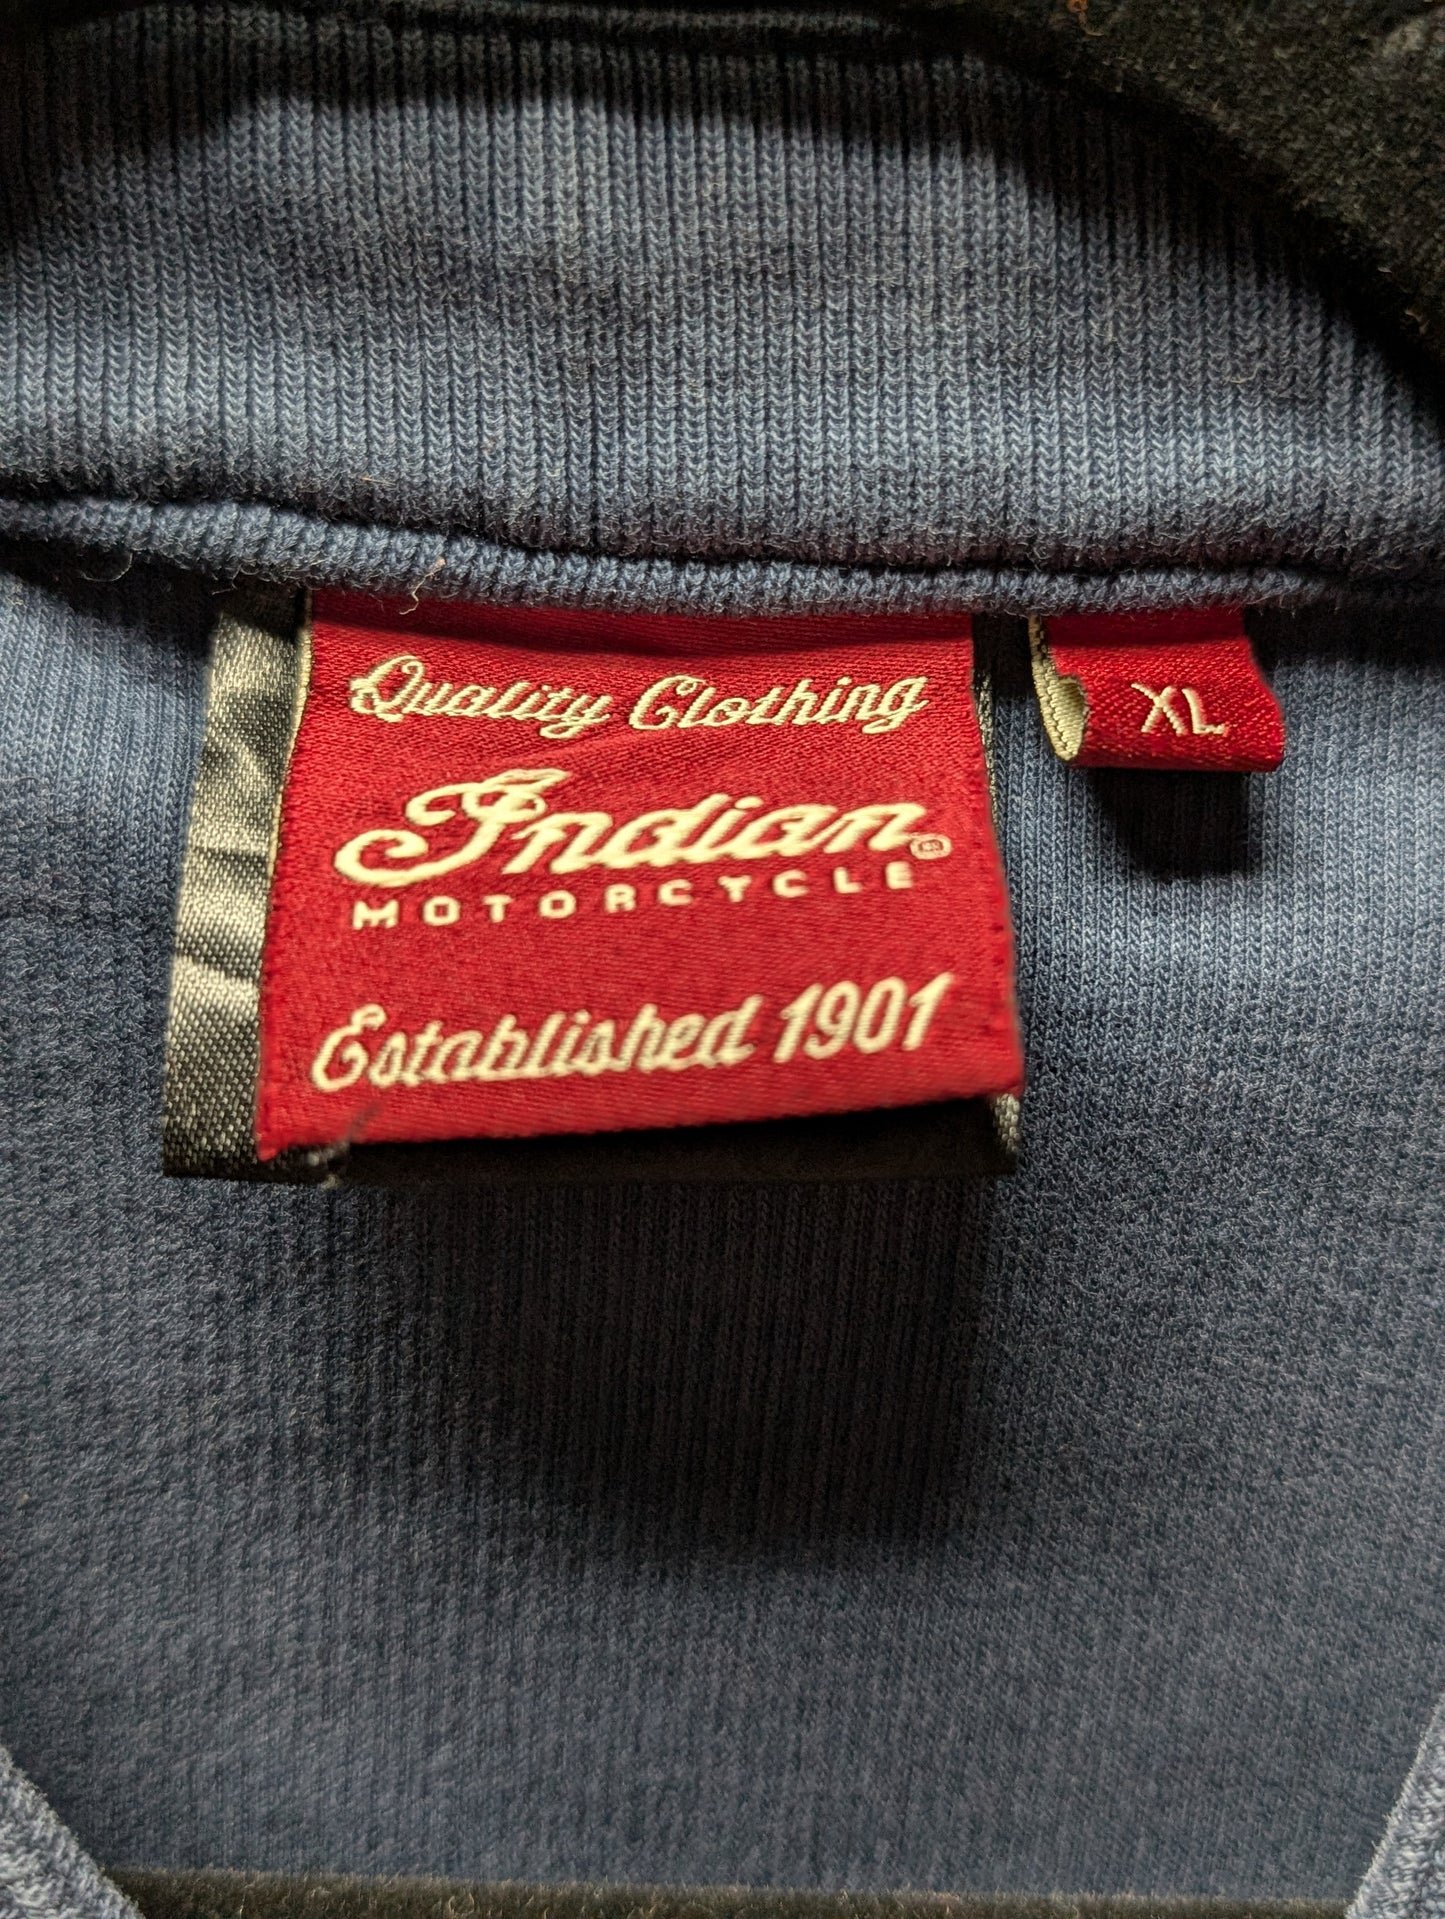 Quality Clothing
XL
Indian
MOTORCYCLE
Established 1901